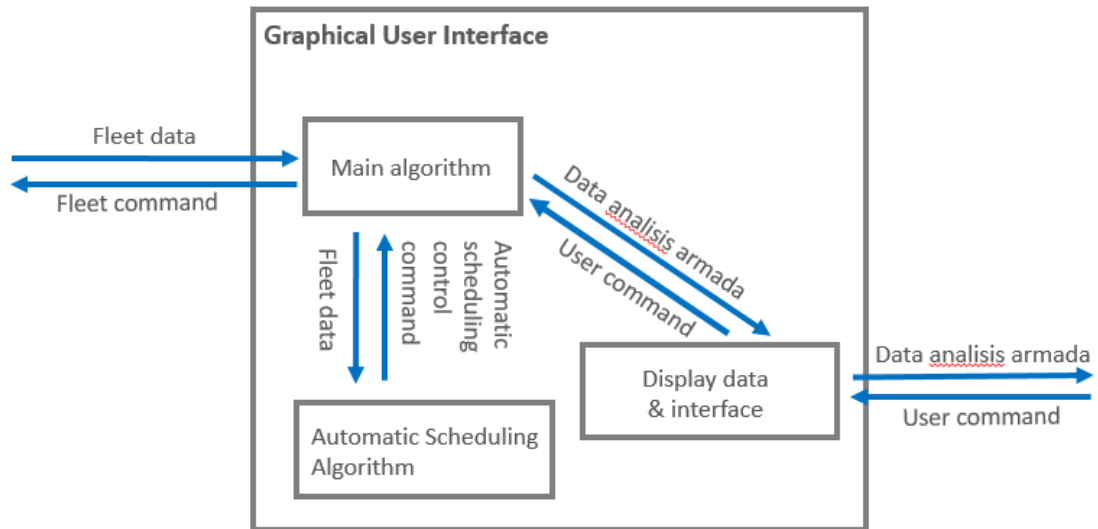 Graphical User Interface
Fleet data
Fleet command
Main algorithm
Data analisis armada
User command
Fleet data
Automatic
scheduling
control
command
Automatic Scheduling
Algorithm
Display data
& interface
Data analisis armada
User command